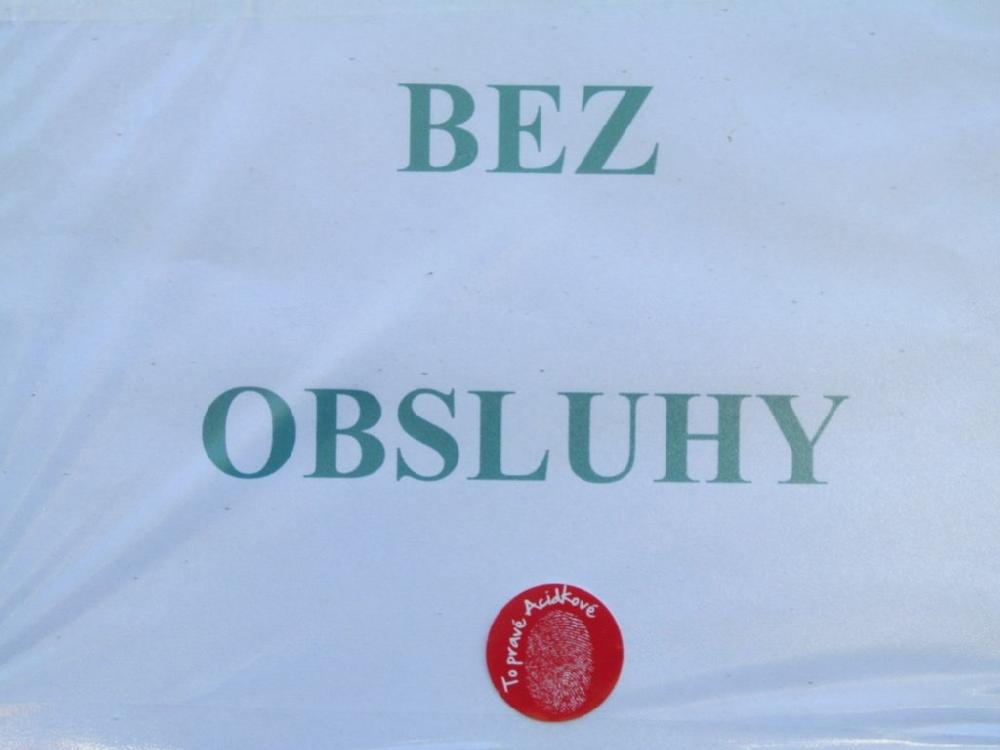 BEZ
OBSLUHY
To pravé Acidkové